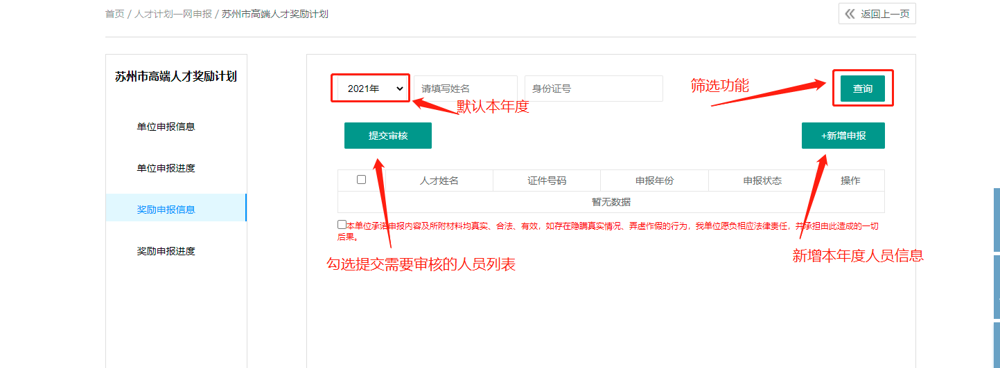 首页 / 人才计划一网申报 / 苏州市高端人才奖励计划
返回上一页
苏州市高端人才奖励计划
单位申报信息
单位申报进度
奖励申报信息
奖励申报进度
2021年
请填写姓名
身份证号
筛选功能
查询
默认本年度
提交审核
+新增申报
人才姓名 证件号码 申报年份 申报状态 操作
暂无数据
本单位承诺申报内容及所附材料均真实、合法、有效，如存在隐瞒真实情况、弄虚作假的行为，我单位愿负相应法律责任，并承担由此造成的一切
后果。
勾选提交需要审核的人员列表
新增本年度人员信息